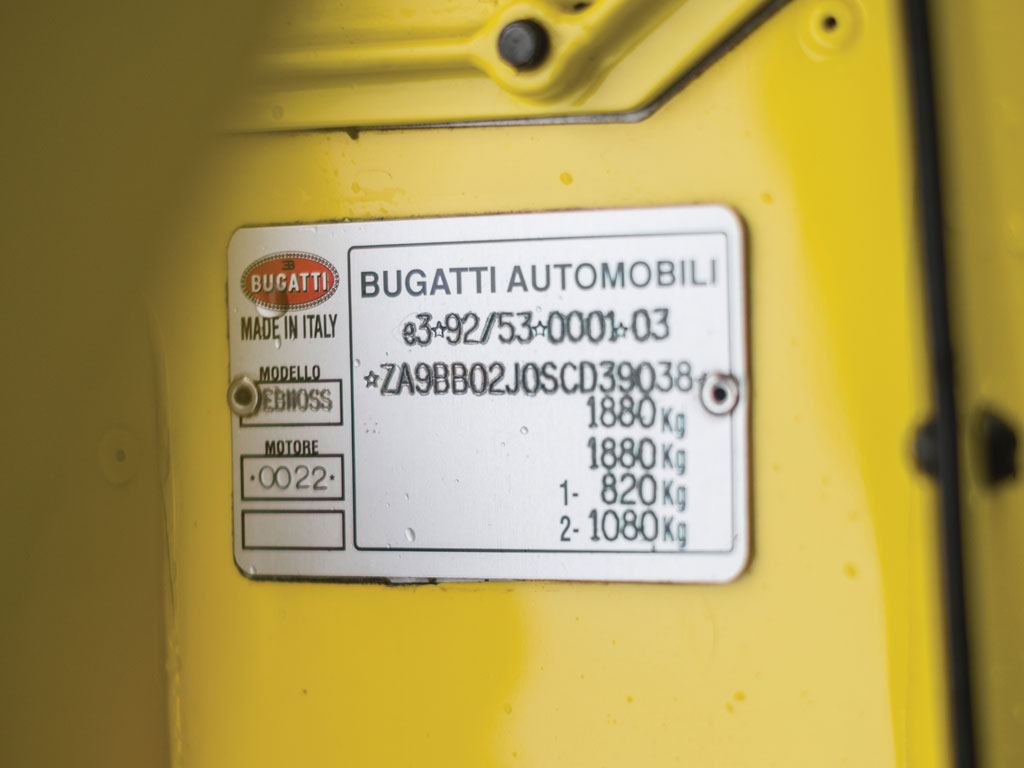 BUGATTI
MADE IN ITALY
MODELLO
MOTORE
·0022·
BUGATTI AUTOMOBILI
e3☆92/53☆0001☆03
☆ZA9BB02J0SCD39038
1880 Kg
1880 Kg
1- 820 Kg
2- 1080 Kg